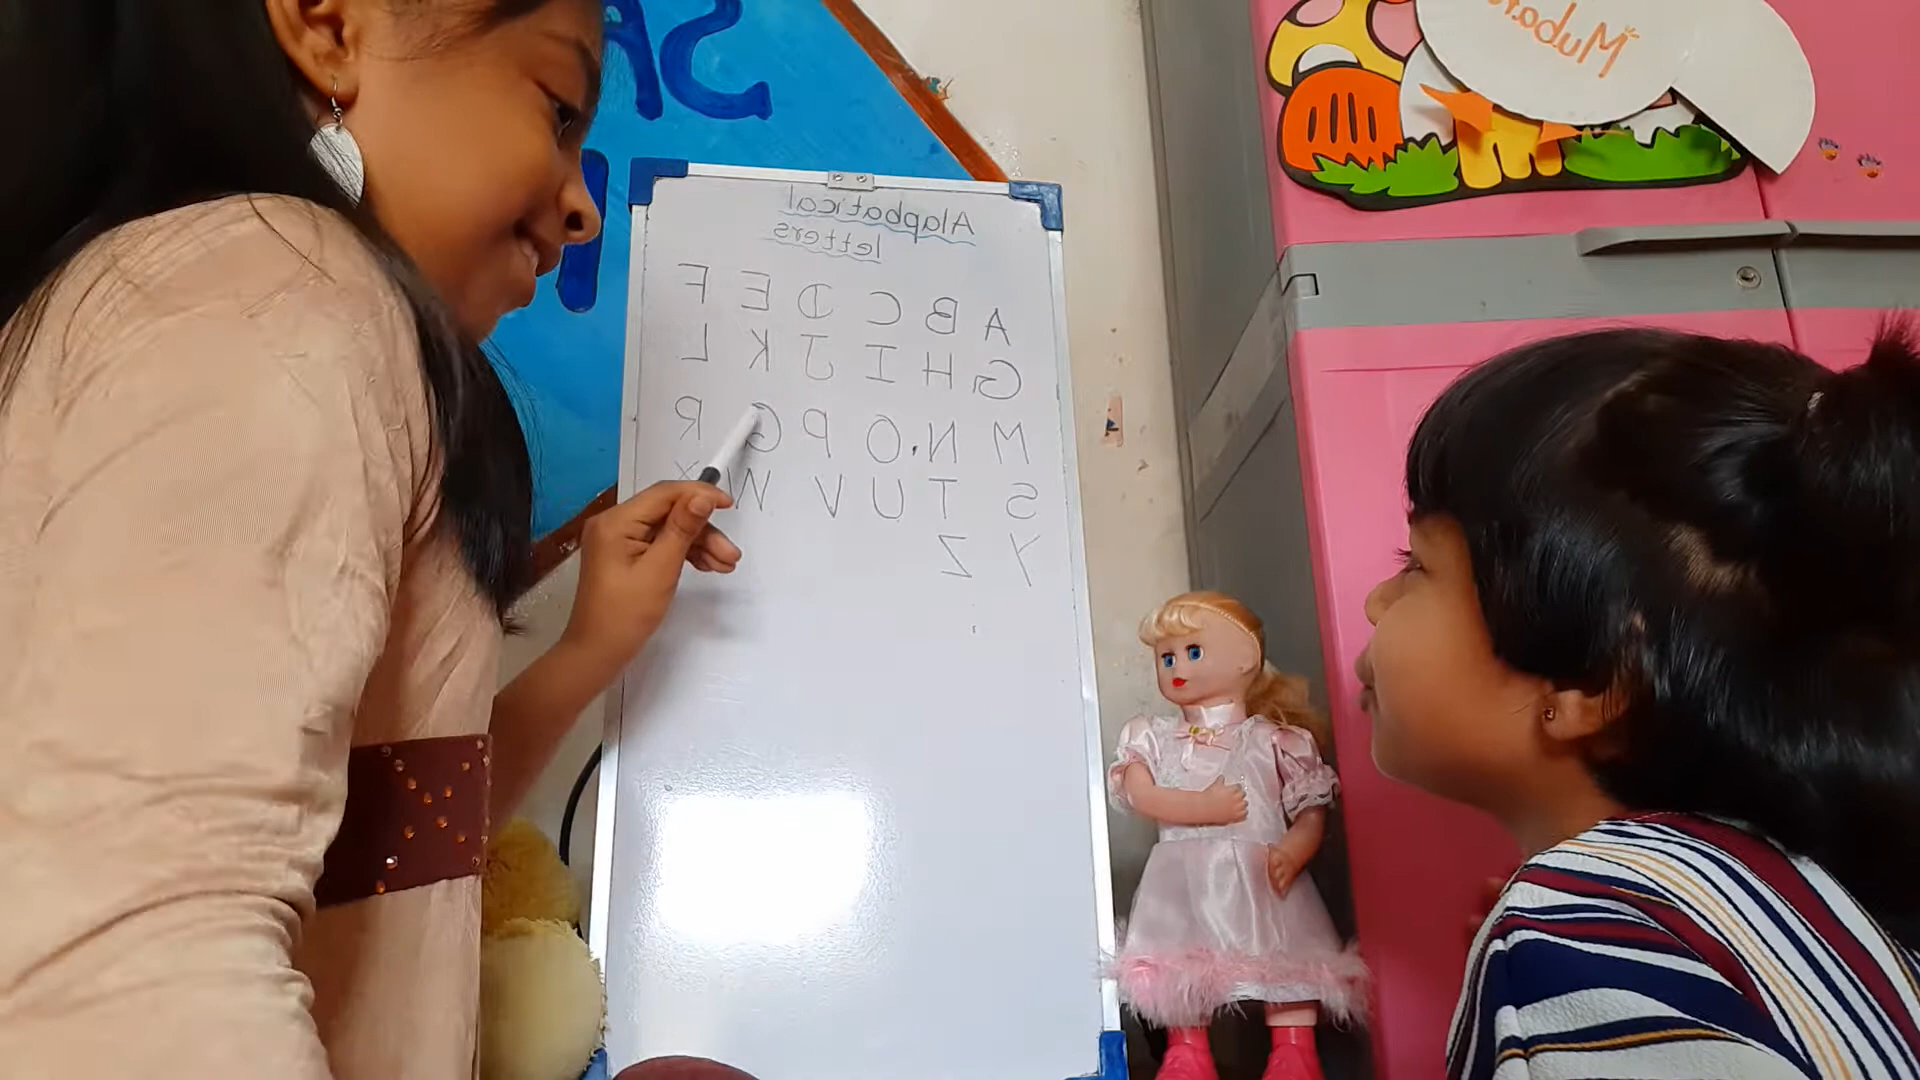 Alapbatical
letters
A B C D E F
G H I J K L
M N. O P G R
S T U V W X
Y Z